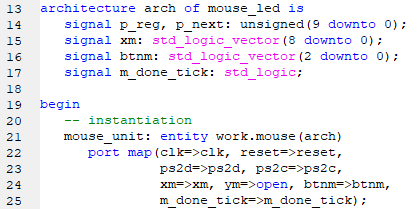 13 architecture arch of mouse_led is
14 signal p_reg, p_next: unsigned(9 downto 0);
15 signal xm: std_logic_vector(8 downto 0);
16 signal btnm: std_logic_vector(2 downto 0);
17 signal m_done_tick: std_logic;
18
19 begin
20 -- instantiation
21 mouse_unit: entity work.mouse(arch)
22 port map(clk=>clk, reset=>reset,
23 ps2d=>ps2d, ps2c=>ps2c,
24 xm=>xm, ym=>open, btnm=>btnm,
25 m_done_tick=>m_done_tick);